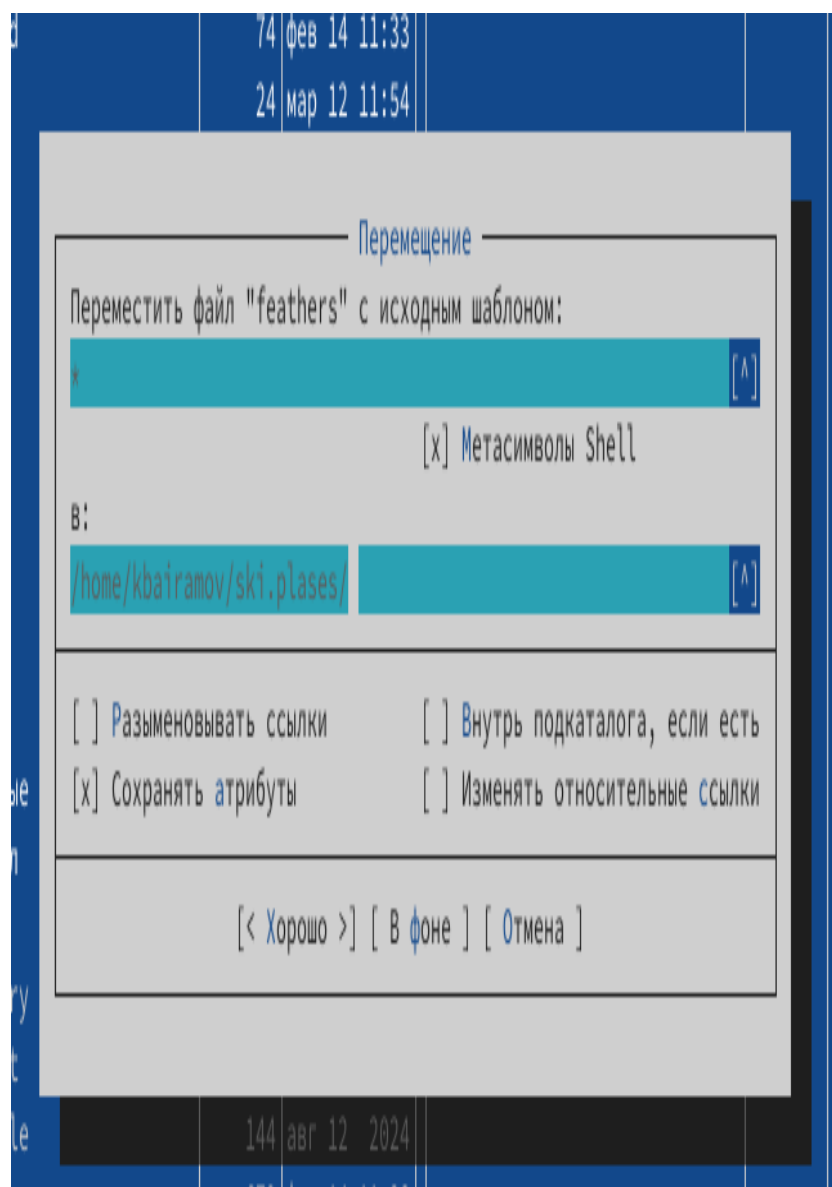 74 фев 14 11:33
24 мар 12 11:54
Перемещение
Переместить файл "feathers" с исходным шаблоном:
* [^]
[x] Метасимволы Shell
в:
/home/kbairamov/ski.plases/ [^]
[ ] Разыменовывать ссылки [ ] Внутрь подкаталога, если есть
[x] Сохранять атрибуты [ ] Изменять относительные ссылки
[< Хорошо >] [ В фоне ] [ Отмена ]
144 авг 12 2024